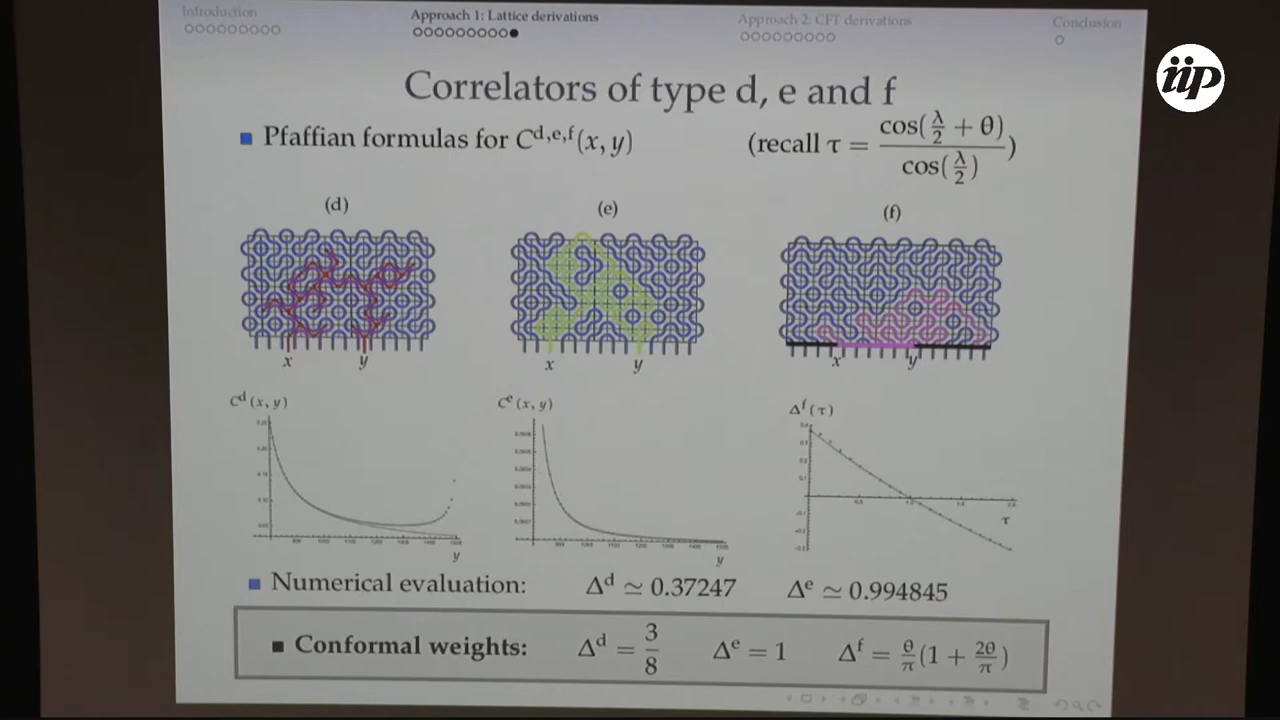 Introduction
Approach 1: Lattice derivations
Approach 2: CFT derivations
Conclusion
iip
Correlators of type d, e and f
Pfaffian formulas for C^{d,e,f}(x, y)
(recall τ = cos(λ/2 + θ) / cos(λ/2))
(d)
(e)
(f)
x
y
x
y
x
y
C^d (x, y)
C^e (x, y)
Δ^f (τ)
y
y
τ
Numerical evaluation: Δ^d ≃ 0.37247 Δ^e ≃ 0.994845
Conformal weights: Δ^d = 3/8 Δ^e = 1 Δ^f = θ/π (1 + 2θ/π)